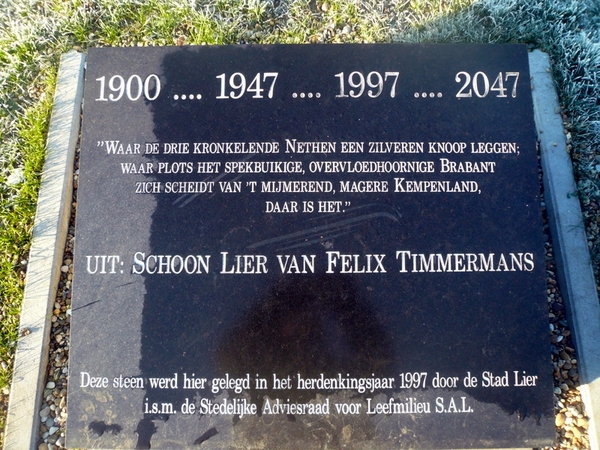 1900 .... 1947 .... 1997 .... 2047
"WAAR DE DRIE KRONKELENDE NETHEN EEN ZILVEREN KNOOP LEGGEN;
WAAR PLOTS HET SPEKBUIKIGE, OVERVLOEDHOORNIGE BRABANT
ZICH SCHEIDT VAN 'T MIJMEREND, MAGERE KEMPENLAND,
DAAR IS HET."
UIT: SCHOON LIER VAN FELIX TIMMERMANS
Deze steen werd hier gelegd in het herdenkingsjaar 1997 door de Stad Lier
i.s.m. de Stedelijke Adviesraad voor Leefmilieu S.A.L.